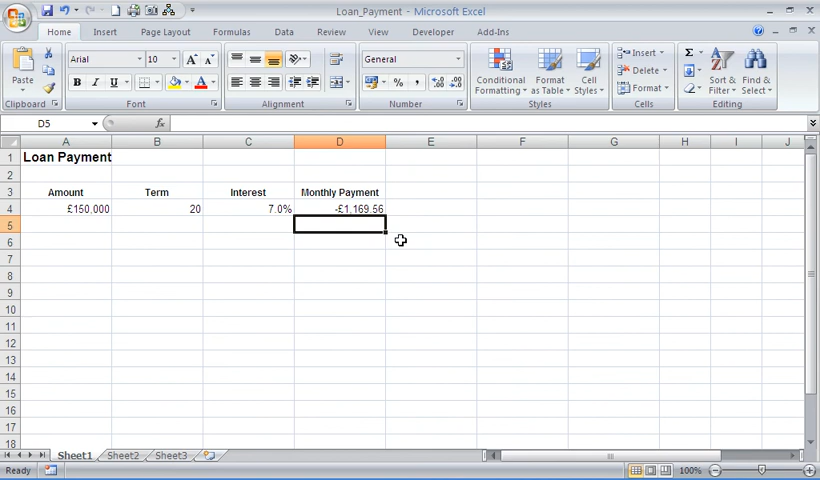 Loan_Payment - Microsoft Excel
Home Insert Page Layout Formulas Data Review View Developer Add-Ins
Paste
Clipboard
Arial 10
B I U
Font
Alignment
General
% ,
Number
Conditional Formatting
Format as Table
Cell Styles
Styles
Insert
Delete
Format
Cells
Sort & Filter
Find & Select
Editing
D5 fx
A B C D E F G H I J
1 Loan Payment
2
3 Amount Term Interest Monthly Payment
4 £150,000 20 7.0% -£1,169.56
5
6
7
8
9
10
11
12
13
14
15
16
17
18
Sheet1 Sheet2 Sheet3
Ready 100%